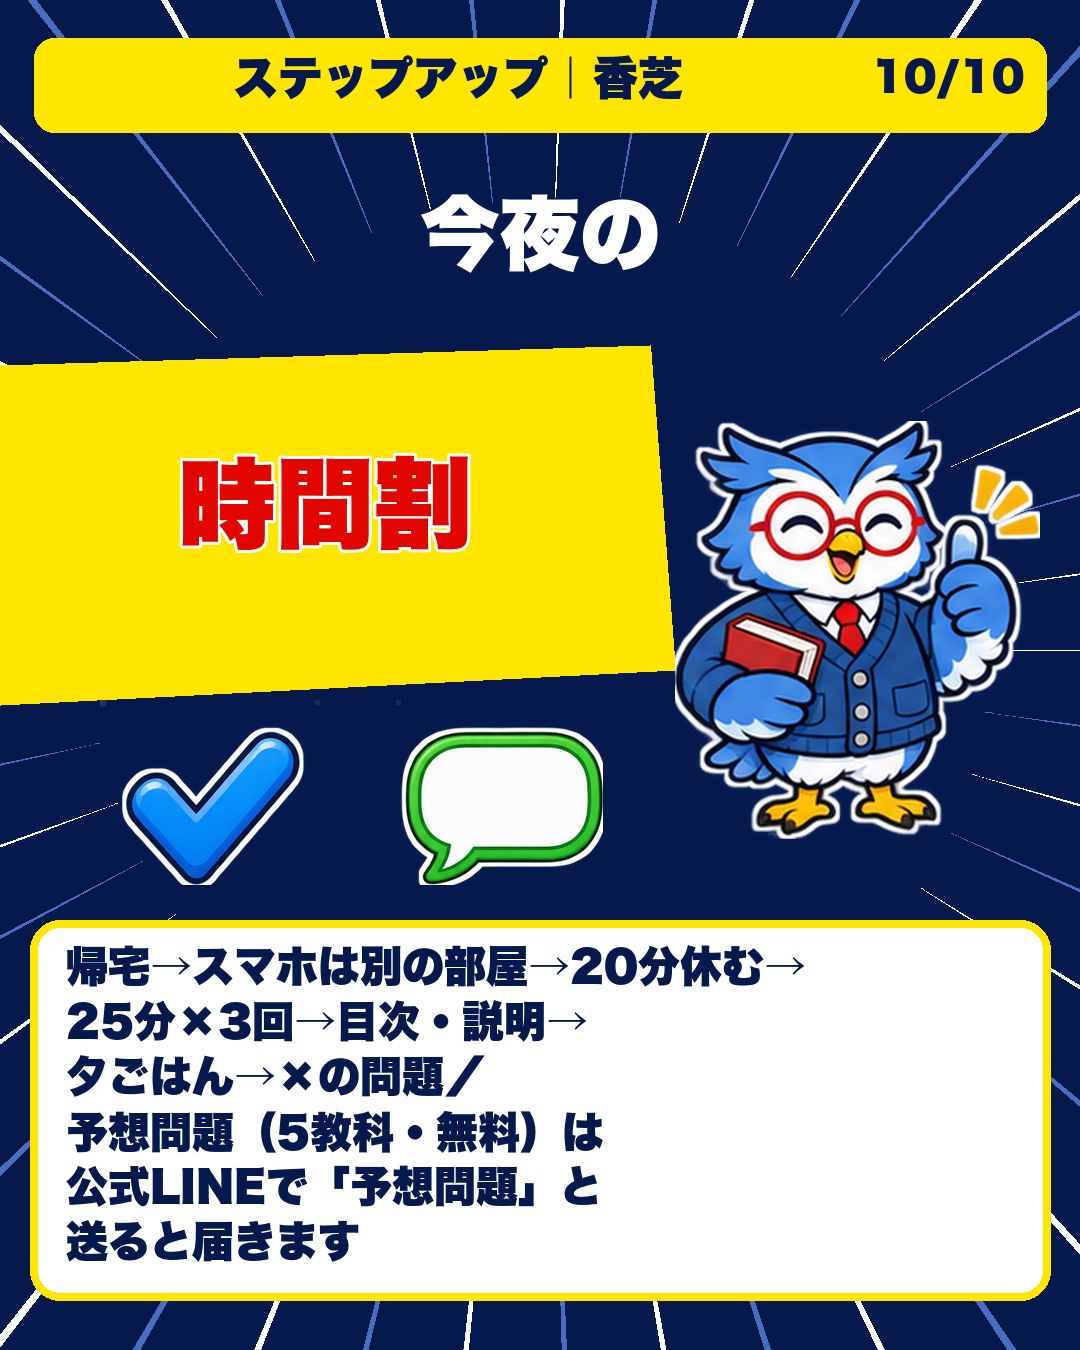 ステップアップ｜香芝
10/10
今夜の
時間割
帰宅→スマホは別の部屋→20分休む→
25分×3回→目次・説明→
夕ごはん→×の問題／
予想問題（5教科・無料）は
公式LINEで「予想問題」と
送ると届きます